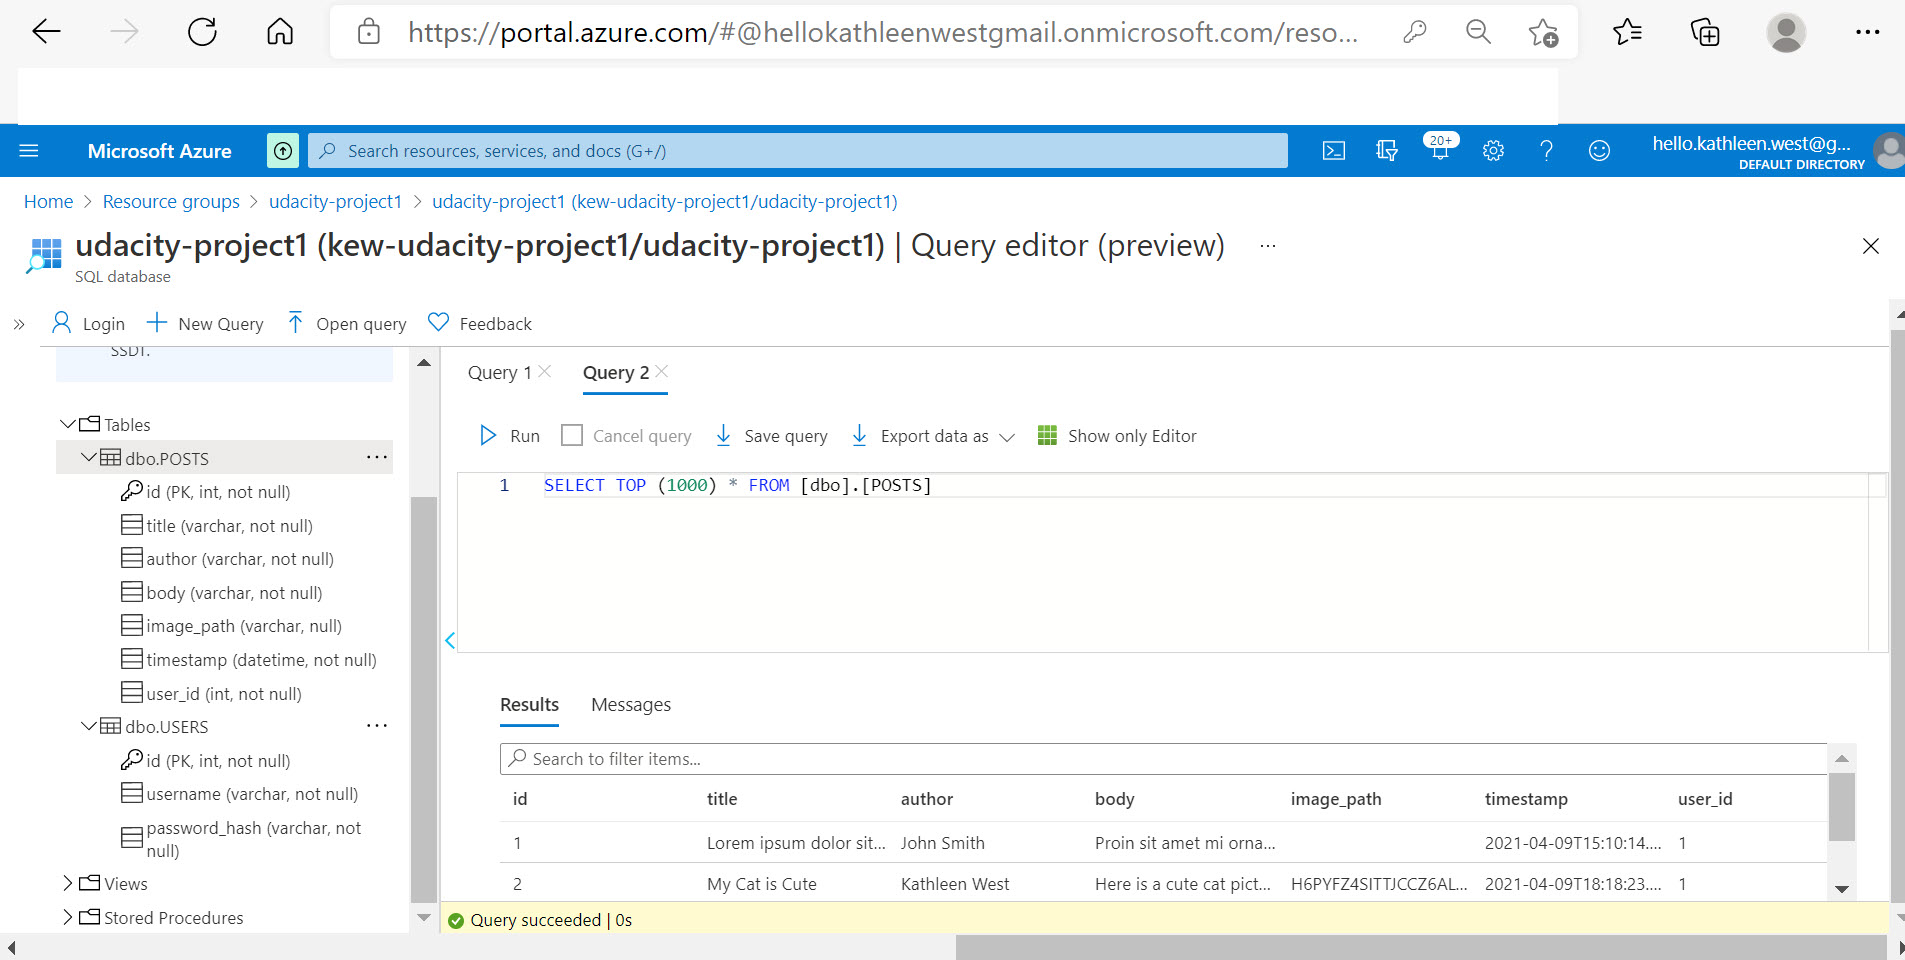 https://portal.azure.com/#@hellokathleenwestgmail.onmicrosoft.com/reso...
Microsoft Azure
Search resources, services, and docs (G+/)
20+
hello.kathleen.west@g...
DEFAULT DIRECTORY
Home > Resource groups > udacity-project1 > udacity-project1 (kew-udacity-project1/udacity-project1)
udacity-project1 (kew-udacity-project1/udacity-project1) | Query editor (preview) ...
SQL database
Login New Query Open query Feedback
SSDT.
Tables
dbo.POSTS ...
id (PK, int, not null)
title (varchar, not null)
author (varchar, not null)
body (varchar, not null)
image_path (varchar, null)
timestamp (datetime, not null)
user_id (int, not null)
dbo.USERS ...
id (PK, int, not null)
username (varchar, not null)
password_hash (varchar, not
null)
Views
Stored Procedures
Query 1 Query 2
Run Cancel query Save query Export data as Show only Editor
1 SELECT TOP (1000) * FROM [dbo].[POSTS]
Results Messages
Search to filter items...
id title author body image_path timestamp user_id
1 Lorem ipsum dolor sit... John Smith Proin sit amet mi orna... 2021-04-09T15:10:14.... 1
2 My Cat is Cute Kathleen West Here is a cute cat pict... H6PYFZ4SITTJCCZ6AL... 2021-04-09T18:18:23.... 1
Query succeeded | 0s